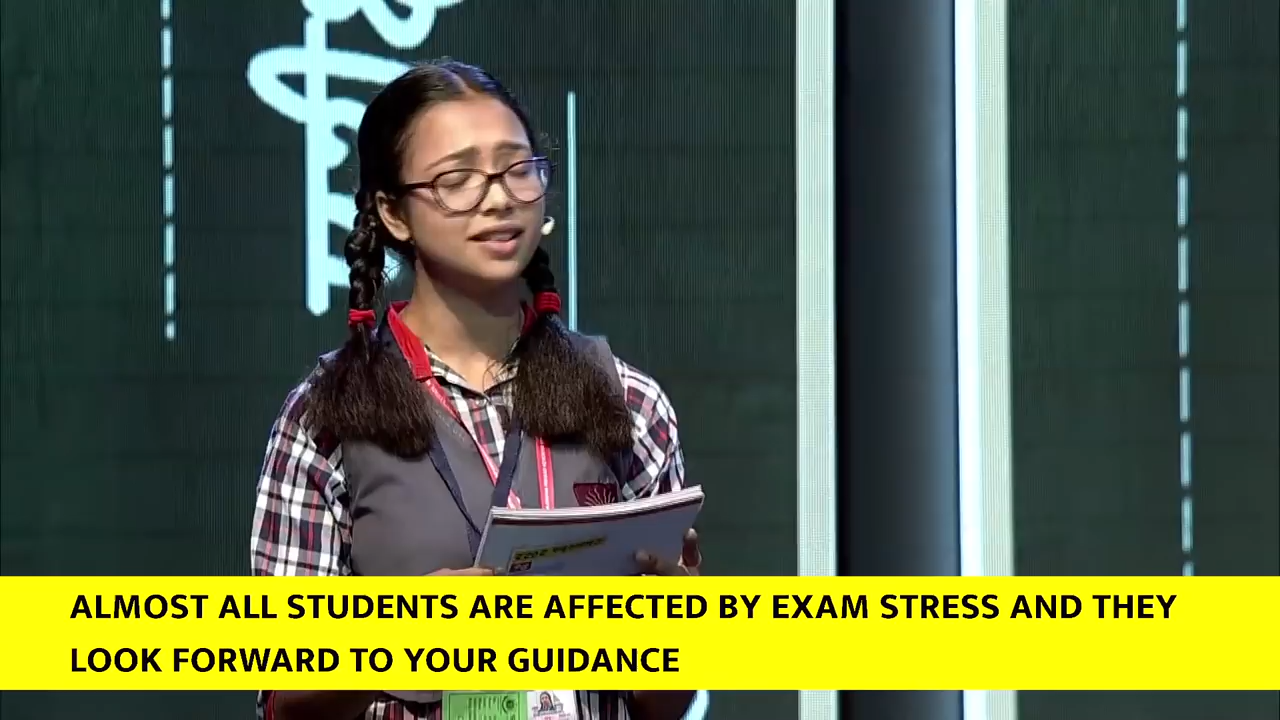 ALMOST ALL STUDENTS ARE AFFECTED BY EXAM STRESS AND THEY
LOOK FORWARD TO YOUR GUIDANCE